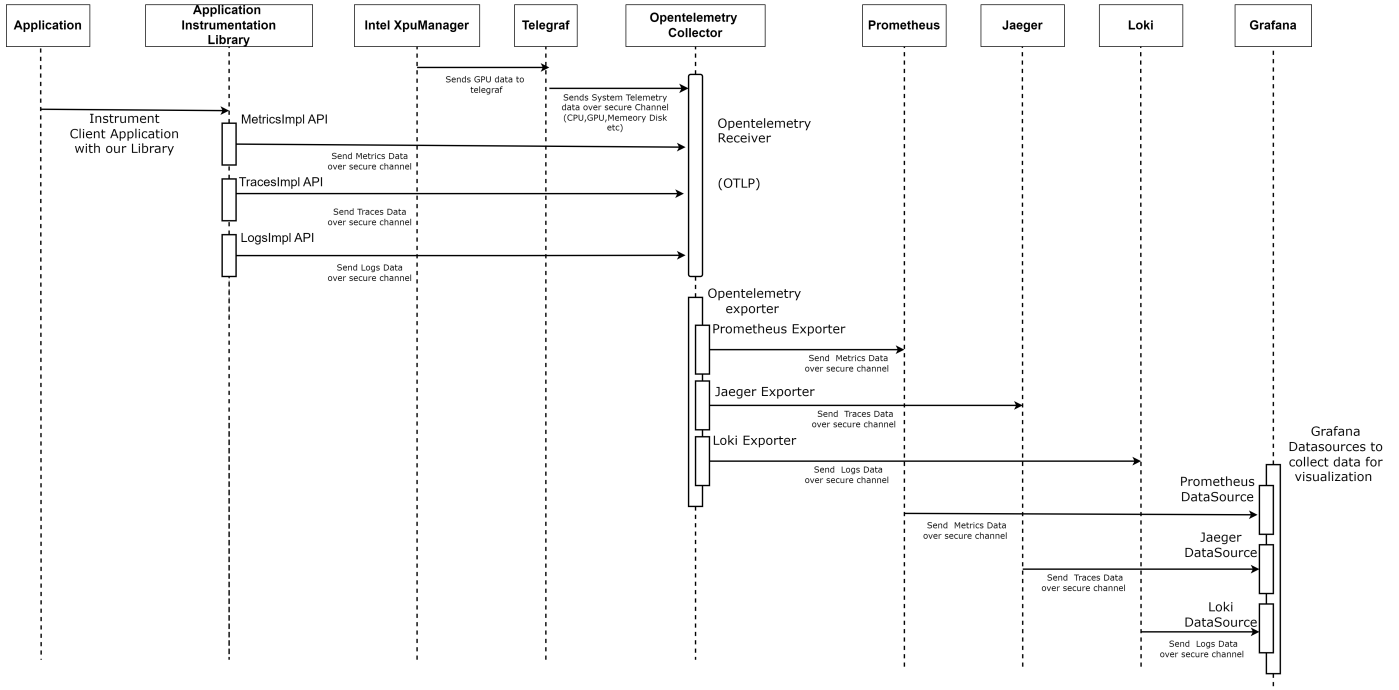 Application
Application
Instrumentation
Library
Intel XpuManager
Telegraf
Opentelemetry
Collector
Prometheus
Jaeger
Loki
Grafana
Sends GPU data to
telegraf
Sends System Telemetry
data over secure Channel
(CPU,GPU,Memeory Disk
etc)
Instrument
Client Application
with our Library
MetricsImpl API
Send Metrics Data
over secure channel
Opentelemetry
Receiver
(OTLP)
TracesImpl API
Send Traces Data
over secure channel
LogsImpl API
Send Logs Data
over secure channel
Opentelemetry
exporter
Prometheus Exporter
Send Metrics Data
over secure channel
Jaeger Exporter
Send Traces Data
over secure channel
Loki Exporter
Send Logs Data
over secure channel
Grafana
Datasources to
collect data for
visualization
Prometheus
DataSource
Send Metrics Data
over secure channel
Jaeger
DataSource
Send Traces Data
over secure channel
Loki
DataSource
Send Logs Data
over secure channel